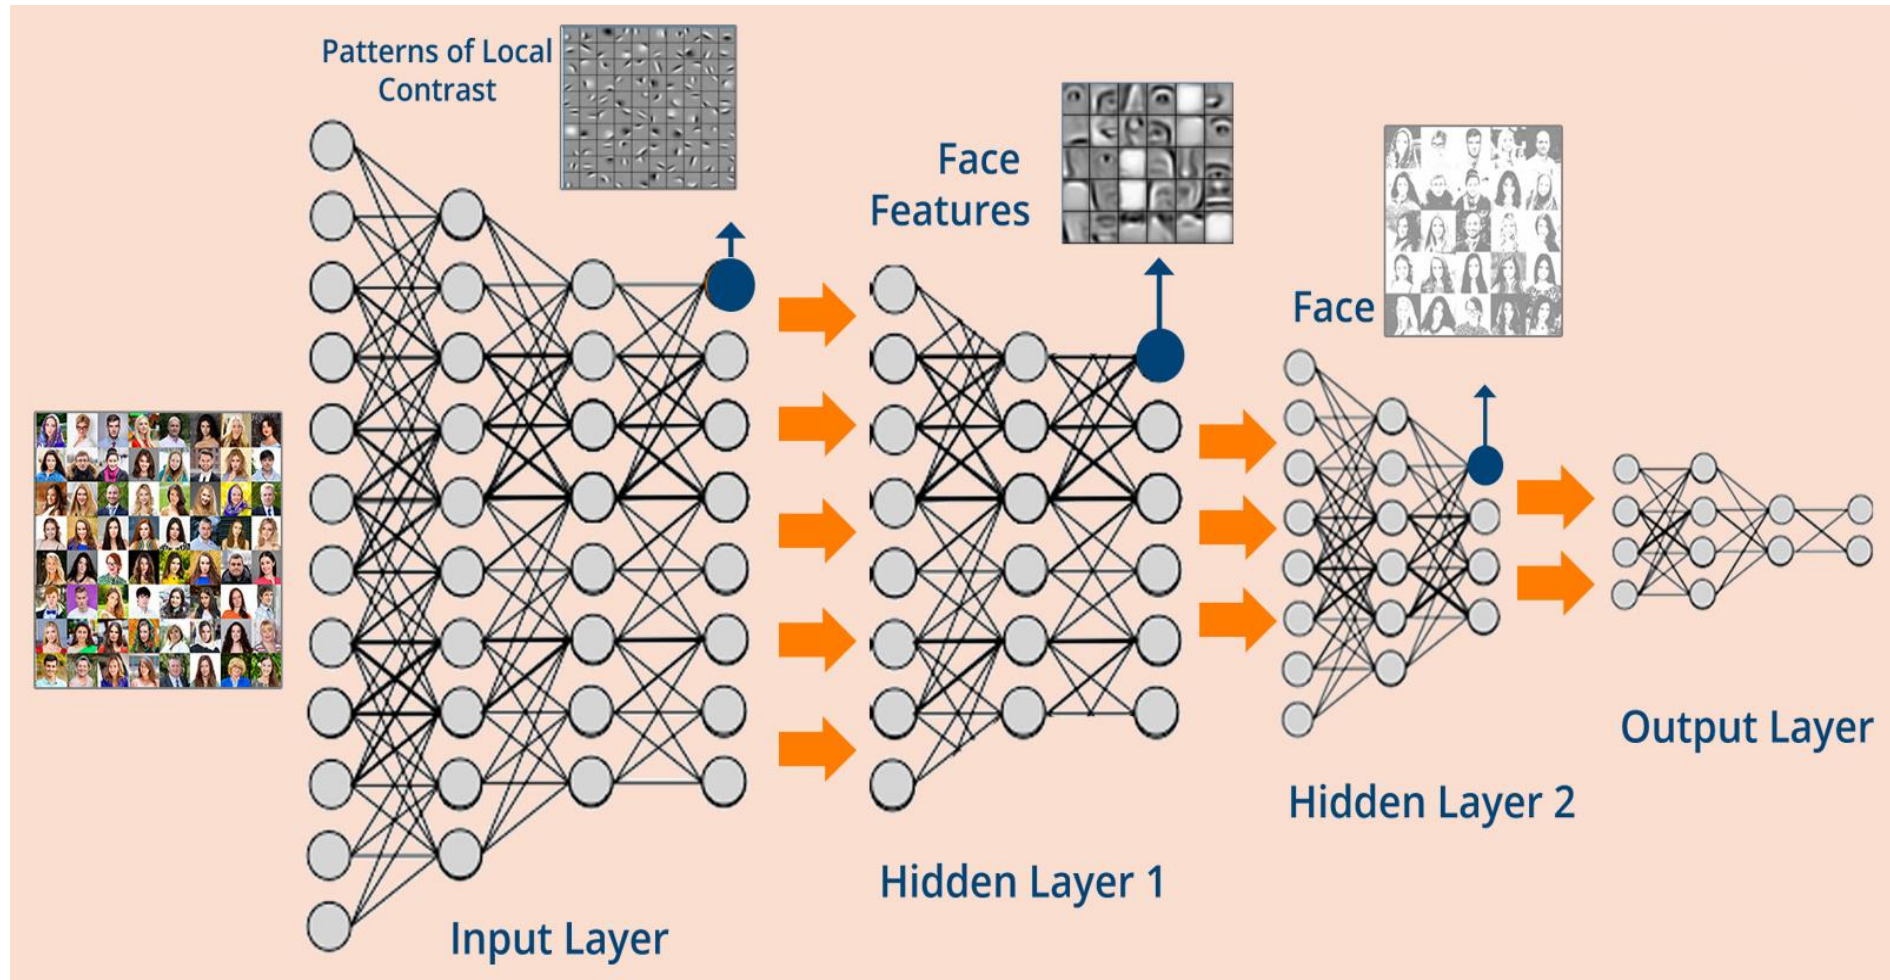 Patterns of Local
Contrast
Face
Features
Face
Input Layer
Hidden Layer 1
Hidden Layer 2
Output Layer